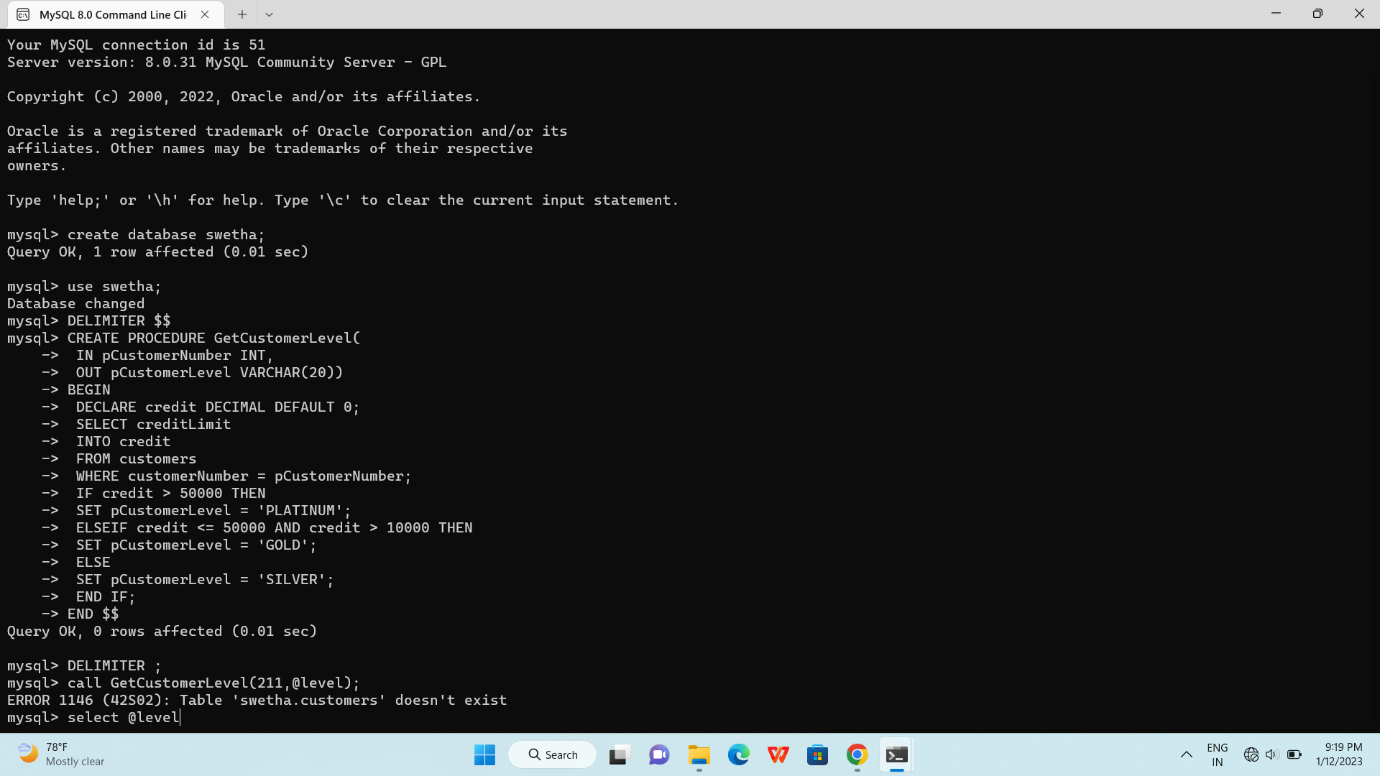 MySQL 8.0 Command Line Cli
Your MySQL connection id is 51
Server version: 8.0.31 MySQL Community Server - GPL
Copyright (c) 2000, 2022, Oracle and/or its affiliates.
Oracle is a registered trademark of Oracle Corporation and/or its
affiliates. Other names may be trademarks of their respective
owners.
Type 'help;' or '\h' for help. Type '\c' to clear the current input statement.
mysql> create database swetha;
Query OK, 1 row affected (0.01 sec)
mysql> use swetha;
Database changed
mysql> DELIMITER $$
mysql> CREATE PROCEDURE GetCustomerLevel(
    ->  IN pCustomerNumber INT,
    ->  OUT pCustomerLevel VARCHAR(20))
    -> BEGIN
    ->  DECLARE credit DECIMAL DEFAULT 0;
    ->  SELECT creditLimit
    ->  INTO credit
    ->  FROM customers
    ->  WHERE customerNumber = pCustomerNumber;
    ->  IF credit > 50000 THEN
    ->  SET pCustomerLevel = 'PLATINUM';
    ->  ELSEIF credit <= 50000 AND credit > 10000 THEN
    ->  SET pCustomerLevel = 'GOLD';
    ->  ELSE
    ->  SET pCustomerLevel = 'SILVER';
    ->  END IF;
    -> END $$
Query OK, 0 rows affected (0.01 sec)
mysql> DELIMITER ;
mysql> call GetCustomerLevel(211,@level);
ERROR 1146 (42S02): Table 'swetha.customers' doesn't exist
mysql> select @level
78°F
Mostly clear
Search
ENG
IN
9:19 PM
1/12/2023